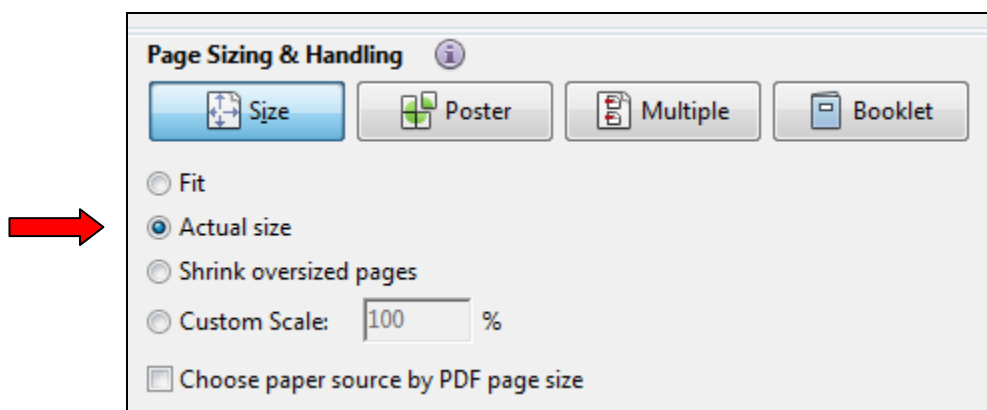 Page Sizing & Handling
Size Poster Multiple Booklet
Fit
Actual size
Shrink oversized pages
Custom Scale: 100 %
Choose paper source by PDF page size